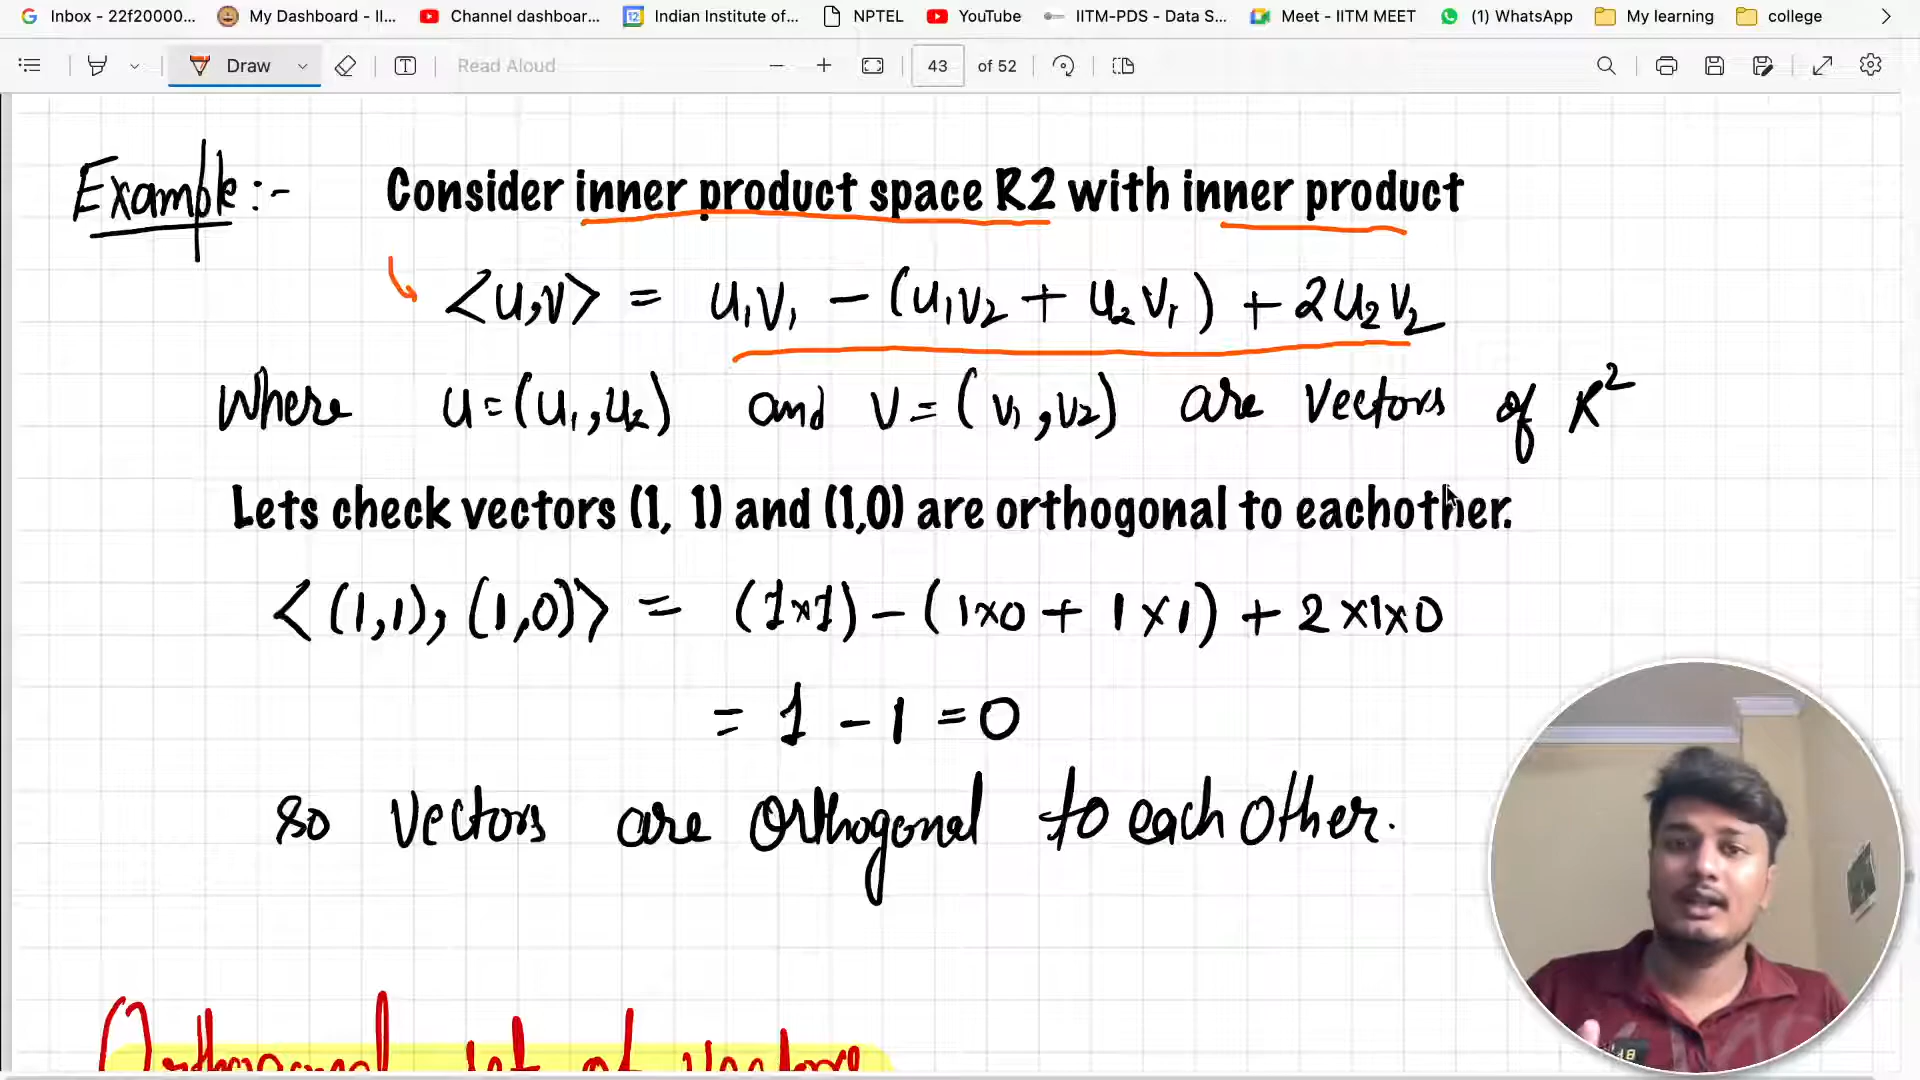 Inbox - 22f20000... My Dashboard - II... Channel dashboar... Indian Institute of... NPTEL YouTube IITM-PDS - Data S... Meet - IITM MEET (1) WhatsApp My learning college
Draw Read Aloud 43 of 52
Example:- Consider inner product space R2 with inner product
<u,v> = u₁v₁ - (u₁v₂ + u₂v₁) + 2u₂v₂
Where u=(u₁,u₂) and v=(v₁,v₂) are vectors of R²
Lets check vectors (1, 1) and (1,0) are orthogonal to eachother.
<(1,1), (1,0)> = (1×1) - (1×0 + 1×1) + 2×1×0
= 1 - 1 = 0
so vectors are orthogonal to each other.
Orthogonal set of vectors